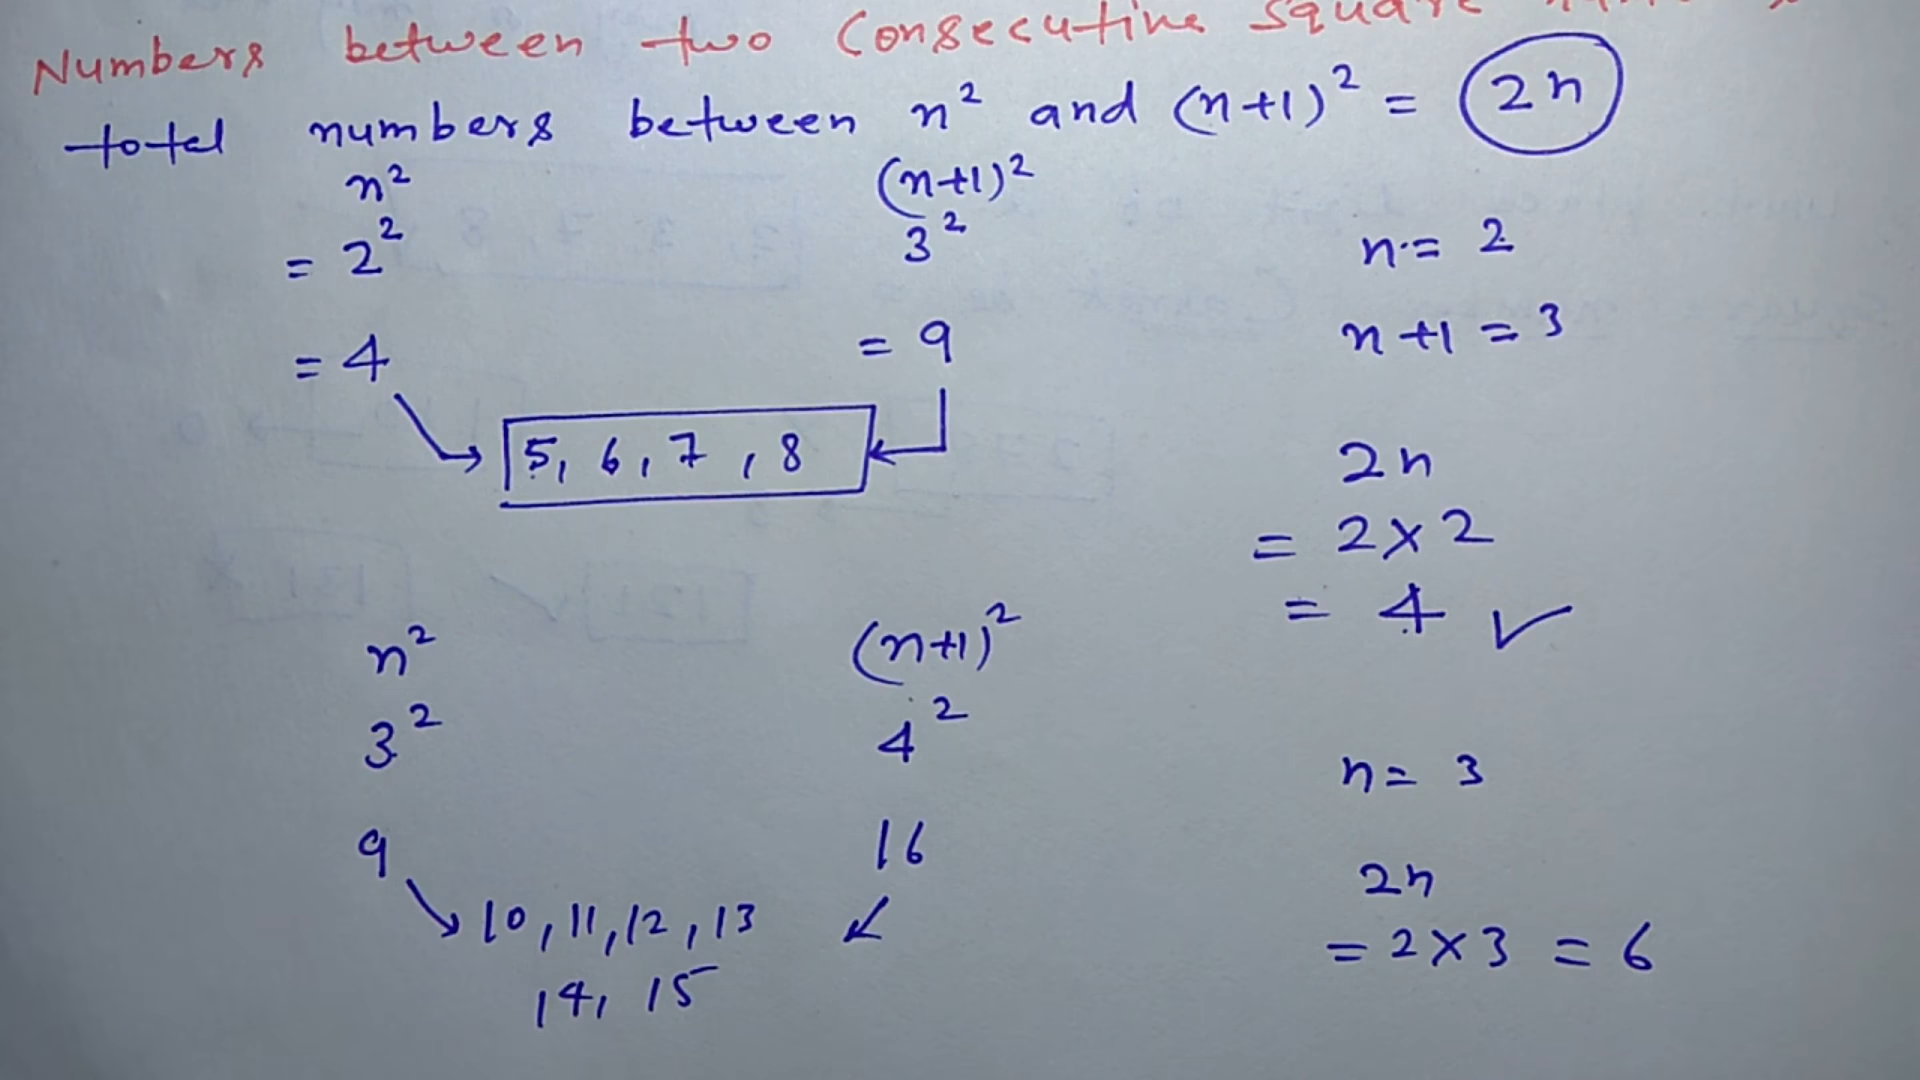 Numbers between two Consecutive Square
total numbers between n² and (n+1)² = 2n
n² (n+1)²
= 2² 3² n = 2
= 4 = 9 n+1 = 3
5, 6, 7, 8 2n
= 2×2
= 4 ✓
n² (n+1)²
3² 4² n = 3
9 16 2n
10, 11, 12, 13 = 2×3 = 6
14, 15